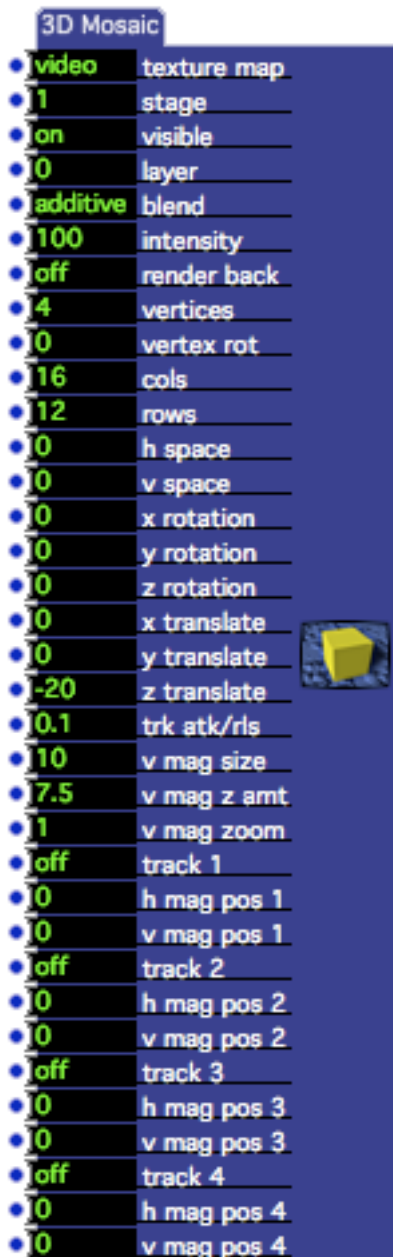 3D Mosaic
video texture map
1 stage
on visible
0 layer
additive blend
100 intensity
off render back
4 vertices
0 vertex rot
16 cols
12 rows
0 h space
0 v space
0 x rotation
0 y rotation
0 z rotation
0 x translate
0 y translate
-20 z translate
0.1 trk atk/rls
10 v mag size
7.5 v mag z amt
1 v mag zoom
off track 1
0 h mag pos 1
0 v mag pos 1
off track 2
0 h mag pos 2
0 v mag pos 2
off track 3
0 h mag pos 3
0 v mag pos 3
off track 4
0 h mag pos 4
0 v mag pos 4